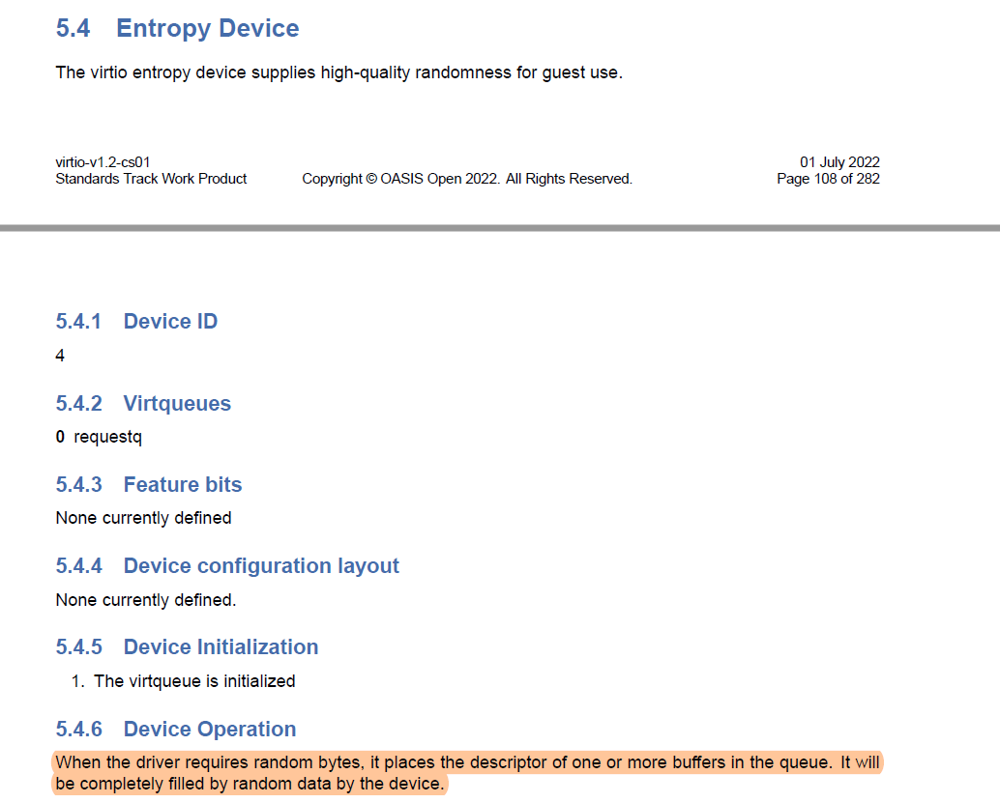 5.4 Entropy Device
The virtio entropy device supplies high-quality randomness for guest use.
virtio-v1.2-cs01 01 July 2022
Standards Track Work Product Copyright © OASIS Open 2022. All Rights Reserved. Page 108 of 282
5.4.1 Device ID
4
5.4.2 Virtqueues
0 requestq
5.4.3 Feature bits
None currently defined
5.4.4 Device configuration layout
None currently defined.
5.4.5 Device Initialization
1. The virtqueue is initialized
5.4.6 Device Operation
When the driver requires random bytes, it places the descriptor of one or more buffers in the queue. It will
be completely filled by random data by the device.